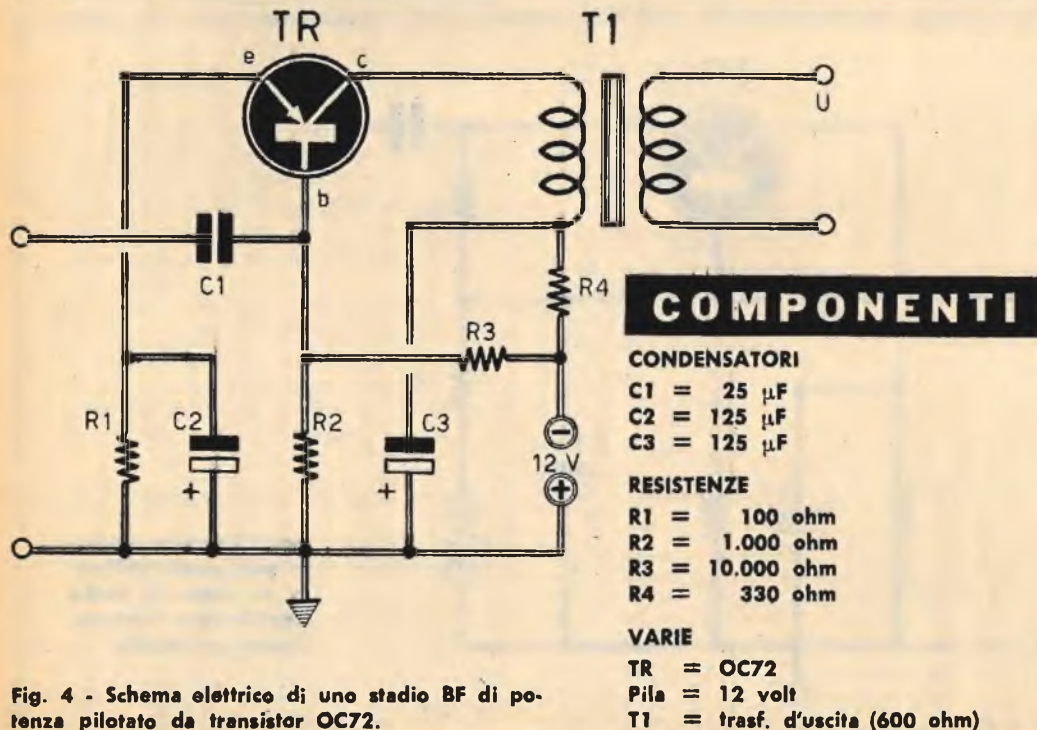 TR
T1
e
c
b
U
C1
R4
R3
R1
C2
R2
C3
+
+
−
12 V
+
COMPONENTI
CONDENSATORI
C1 = 25 µF
C2 = 125 µF
C3 = 125 µF
RESISTENZE
R1 = 100 ohm
R2 = 1.000 ohm
R3 = 10.000 ohm
R4 = 330 ohm
VARIE
TR = OC72
Pila = 12 volt
T1 = trasf. d'uscita (600 ohm)
Fig. 4 - Schema elettrico di uno stadio BF di po-
tenza pilotato da transistor OC72.